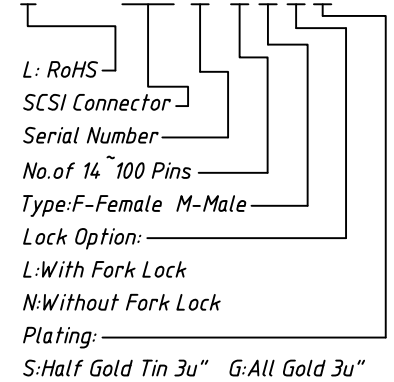 L: RoHS
SCSI Connector
Serial Number
No.of 14~100 Pins
Type:F-Female M-Male
Lock Option:
L:With Fork Lock
N:Without Fork Lock
Plating:
S:Half Gold Tin 3u" G:All Gold 3u"